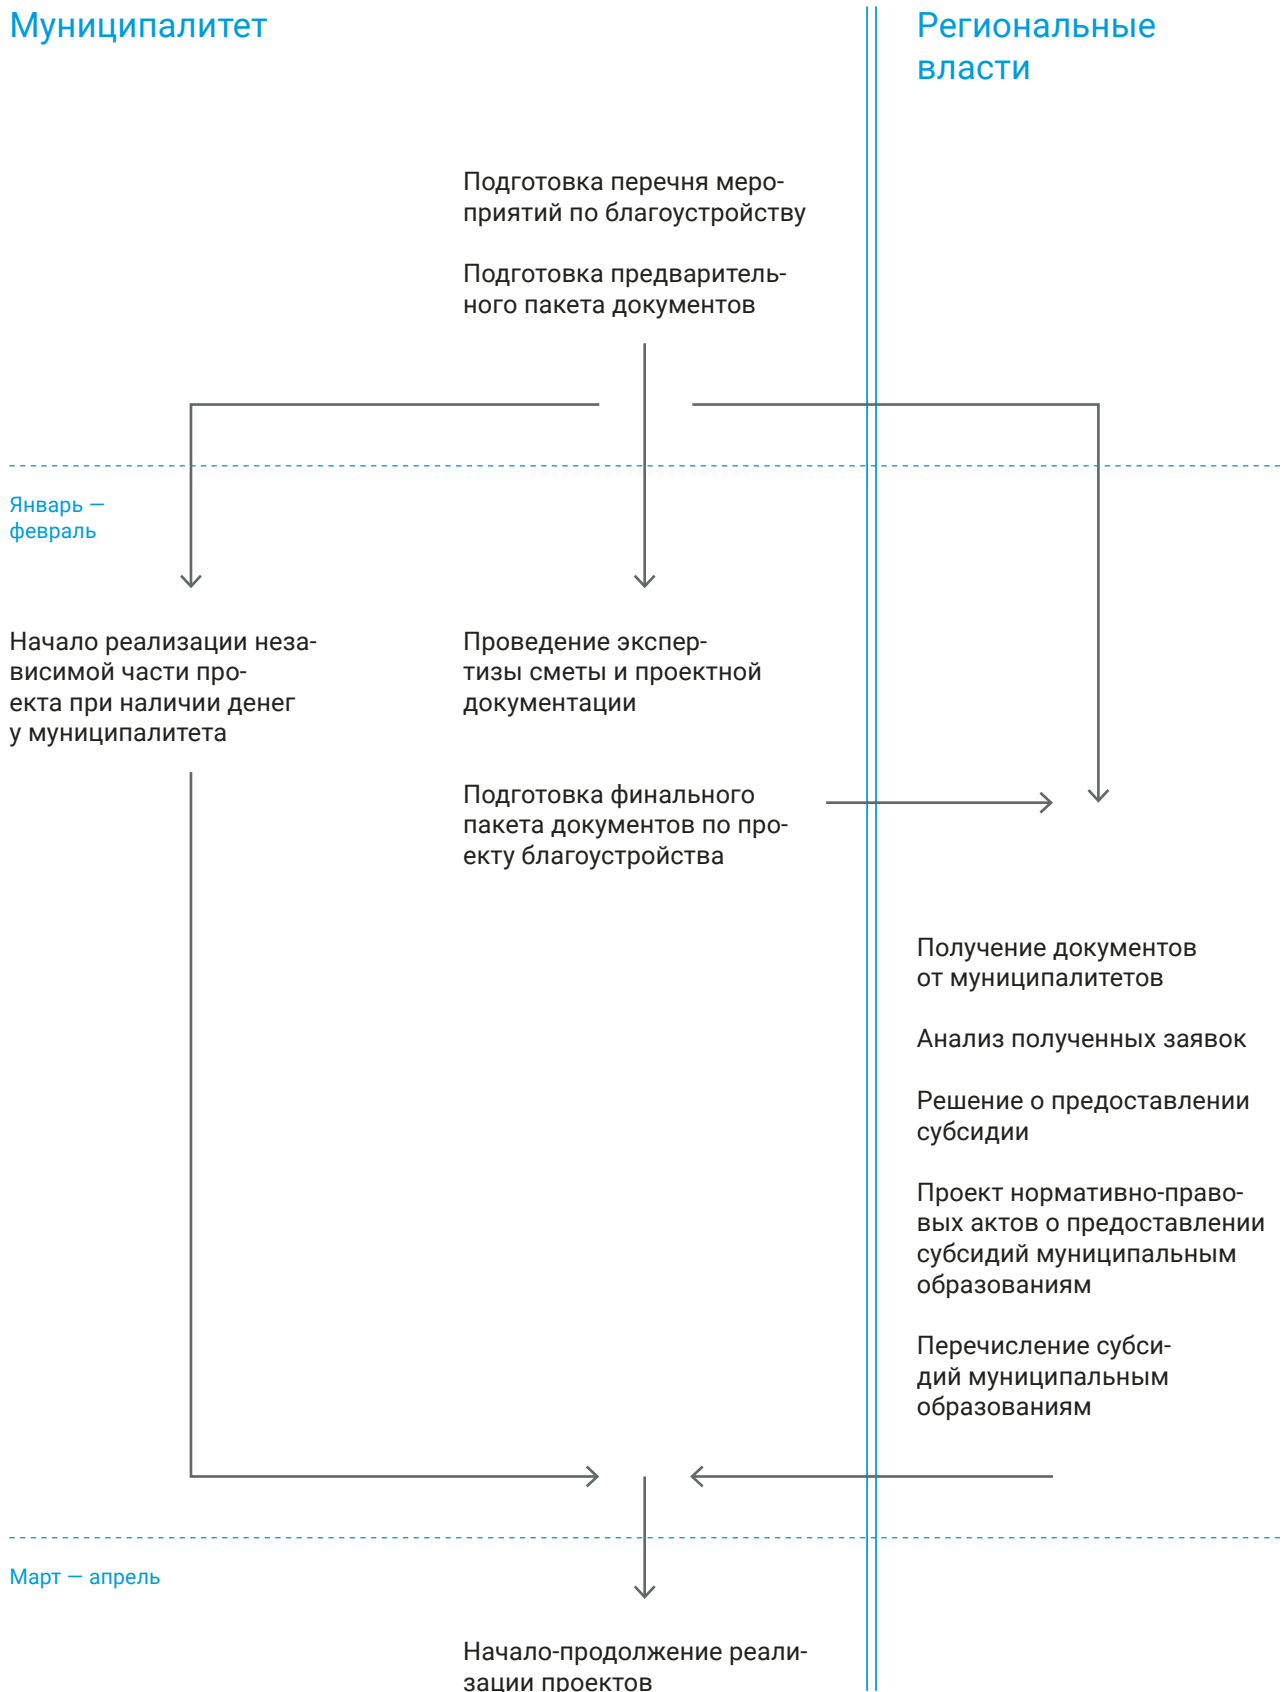 Муниципалитет
Региональные
власти
Подготовка перечня меро-
приятий по благоустройству
Подготовка предваритель-
ного пакета документов
Январь —
февраль
Начало реализации неза-
висимой части про-
екта при наличии денег
у муниципалитета
Проведение экспер-
тизы сметы и проектной
документации
Подготовка финального
пакета документов по про-
екту благоустройства
Получение документов
от муниципалитетов
Анализ полученных заявок
Решение о предоставлении
субсидии
Проект нормативно-право-
вых актов о предоставлении
субсидий муниципальным
образованиям
Перечисление субси-
дий муниципальным
образованиям
Март — апрель
Начало-продолжение реали-
зации проектов